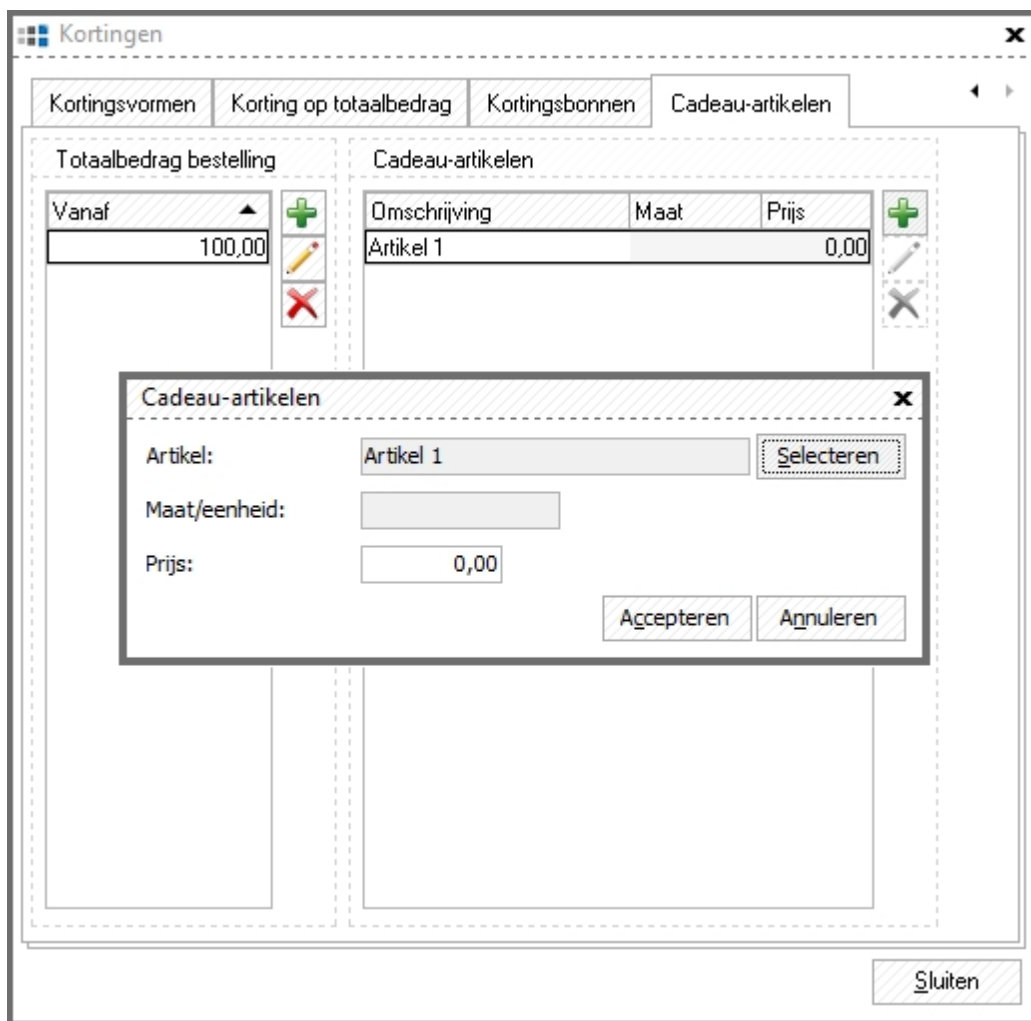 Kortingen
Kortingsvormen Korting op totaalbedrag Kortingsbonnen Cadeau-artikelen
Totaalbedrag bestelling Cadeau-artikelen
Vanaf Omschrijving Maat Prijs
100,00 Artikel 1 0,00
Cadeau-artikelen
Artikel: Artikel 1 Selecteren
Maat/eenheid:
Prijs: 0,00
Accepteren Annuleren
Sluiten